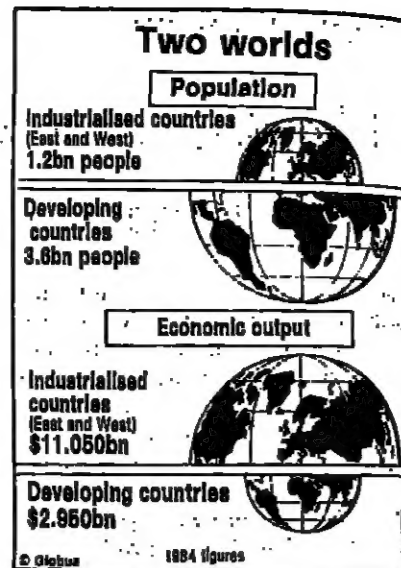 Two worlds
Population
Industrialised countries
(East and West)
1.2bn people
Developing
countries
3.6bn people
Economic output
Industrialised
countries
(East and West)
$11.050bn
Developing countries
$2.950bn
© Globus
1984 figures